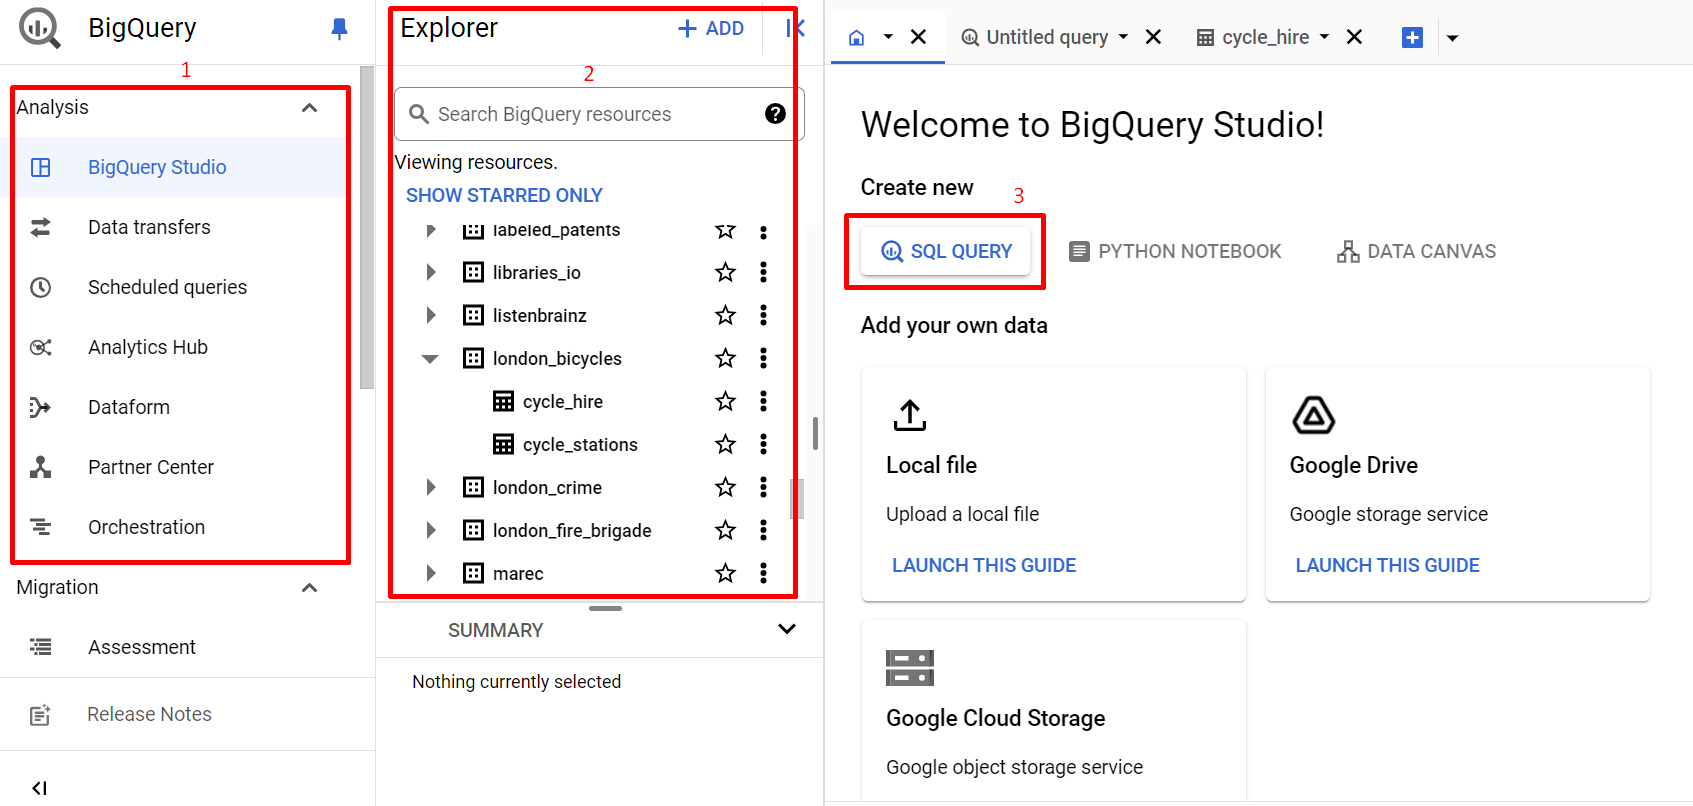 BigQuery
1
Analysis
BigQuery Studio
Data transfers
Scheduled queries
Analytics Hub
Dataform
Partner Center
Orchestration
Migration
Assessment
Release Notes
Explorer
ADD
2
Search BigQuery resources
Viewing resources.
SHOW STARRED ONLY
labeled_patents
libraries_io
listenbrainz
london_bicycles
cycle_hire
cycle_stations
london_crime
london_fire_brigade
marec
SUMMARY
Nothing currently selected
Untitled query
cycle_hire
Welcome to BigQuery Studio!
Create new
3
SQL QUERY
PYTHON NOTEBOOK
DATA CANVAS
Add your own data
Local file
Upload a local file
LAUNCH THIS GUIDE
Google Drive
Google storage service
LAUNCH THIS GUIDE
Google Cloud Storage
Google object storage service